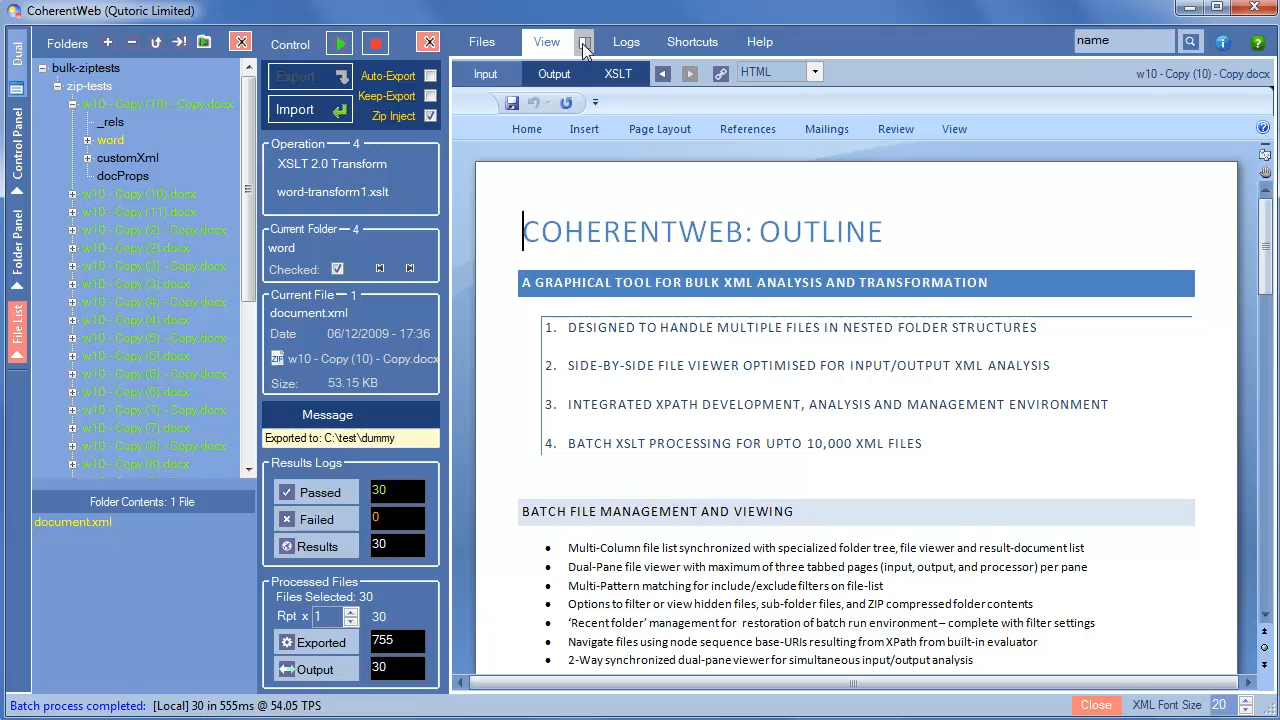 CoherentWeb (Qutoric Limited)
Dual
Control Panel
Folder Panel
File List
Folders
bulk-ziptests
zip-tests
w10 - Copy (10) - Copy.docx
_rels
word
customXml
docProps
w10 - Copy (10).docx
w10 - Copy (11).docx
w10 - Copy (2) - Copy.docx
w10 - Copy (2).docx
w10 - Copy (3) - Copy.docx
w10 - Copy (3).docx
w10 - Copy (4) - Copy.docx
w10 - Copy (4).docx
w10 - Copy (5) - Copy.docx
w10 - Copy (5).docx
w10 - Copy (6) - Copy.docx
w10 - Copy (6).docx
w10 - Copy (7) - Copy.docx
w10 - Copy (7).docx
w10 - Copy (8) - Copy.docx
w10 - Copy (8).docx
Folder Contents: 1 File
document.xml
Control
Export
Auto-Export
Keep-Export
Import
Zip Inject
Operation 4
XSLT 2.0 Transform
word-transform1.xslt
Current Folder 4
word
Checked:
Current File 1
document.xml
Date 06/12/2009 - 17:36
ZIP w10 - Copy (10) - Copy.docx
Size: 53.15 KB
Message
Exported to: C:\test\dummy
Results Logs
Passed 30
Failed 0
Results 30
Processed Files
Files Selected: 30
Rpt x 1 30
Exported 755
Output 30
Files View Logs Shortcuts Help
name
Input Output XSLT HTML
w10 - Copy (10) - Copy.docx
Home Insert Page Layout References Mailings Review View
COHERENTWEB: OUTLINE
A GRAPHICAL TOOL FOR BULK XML ANALYSIS AND TRANSFORMATION
1. DESIGNED TO HANDLE MULTIPLE FILES IN NESTED FOLDER STRUCTURES
2. SIDE-BY-SIDE FILE VIEWER OPTIMISED FOR INPUT/OUTPUT XML ANALYSIS
3. INTEGRATED XPATH DEVELOPMENT, ANALYSIS AND MANAGEMENT ENVIRONMENT
4. BATCH XSLT PROCESSING FOR UPTO 10,000 XML FILES
BATCH FILE MANAGEMENT AND VIEWING
• Multi-Column file list synchronized with specialized folder tree, file viewer and result-document list
• Dual-Pane file viewer with maximum of three tabbed pages (input, output, and processor) per pane
• Multi-Pattern matching for include/exclude filters on file-list
• Options to filter or view hidden files, sub-folder files, and ZIP compressed folder contents
• ‘Recent folder’ management for restoration of batch run environment – complete with filter settings
• Navigate files using node sequence base-URIs resulting from XPath from built-in evaluator
• 2-Way synchronized dual-pane viewer for simultaneous input/output analysis
Batch process completed: [Local] 30 in 555ms @ 54.05 TPS
Close XML Font Size 20